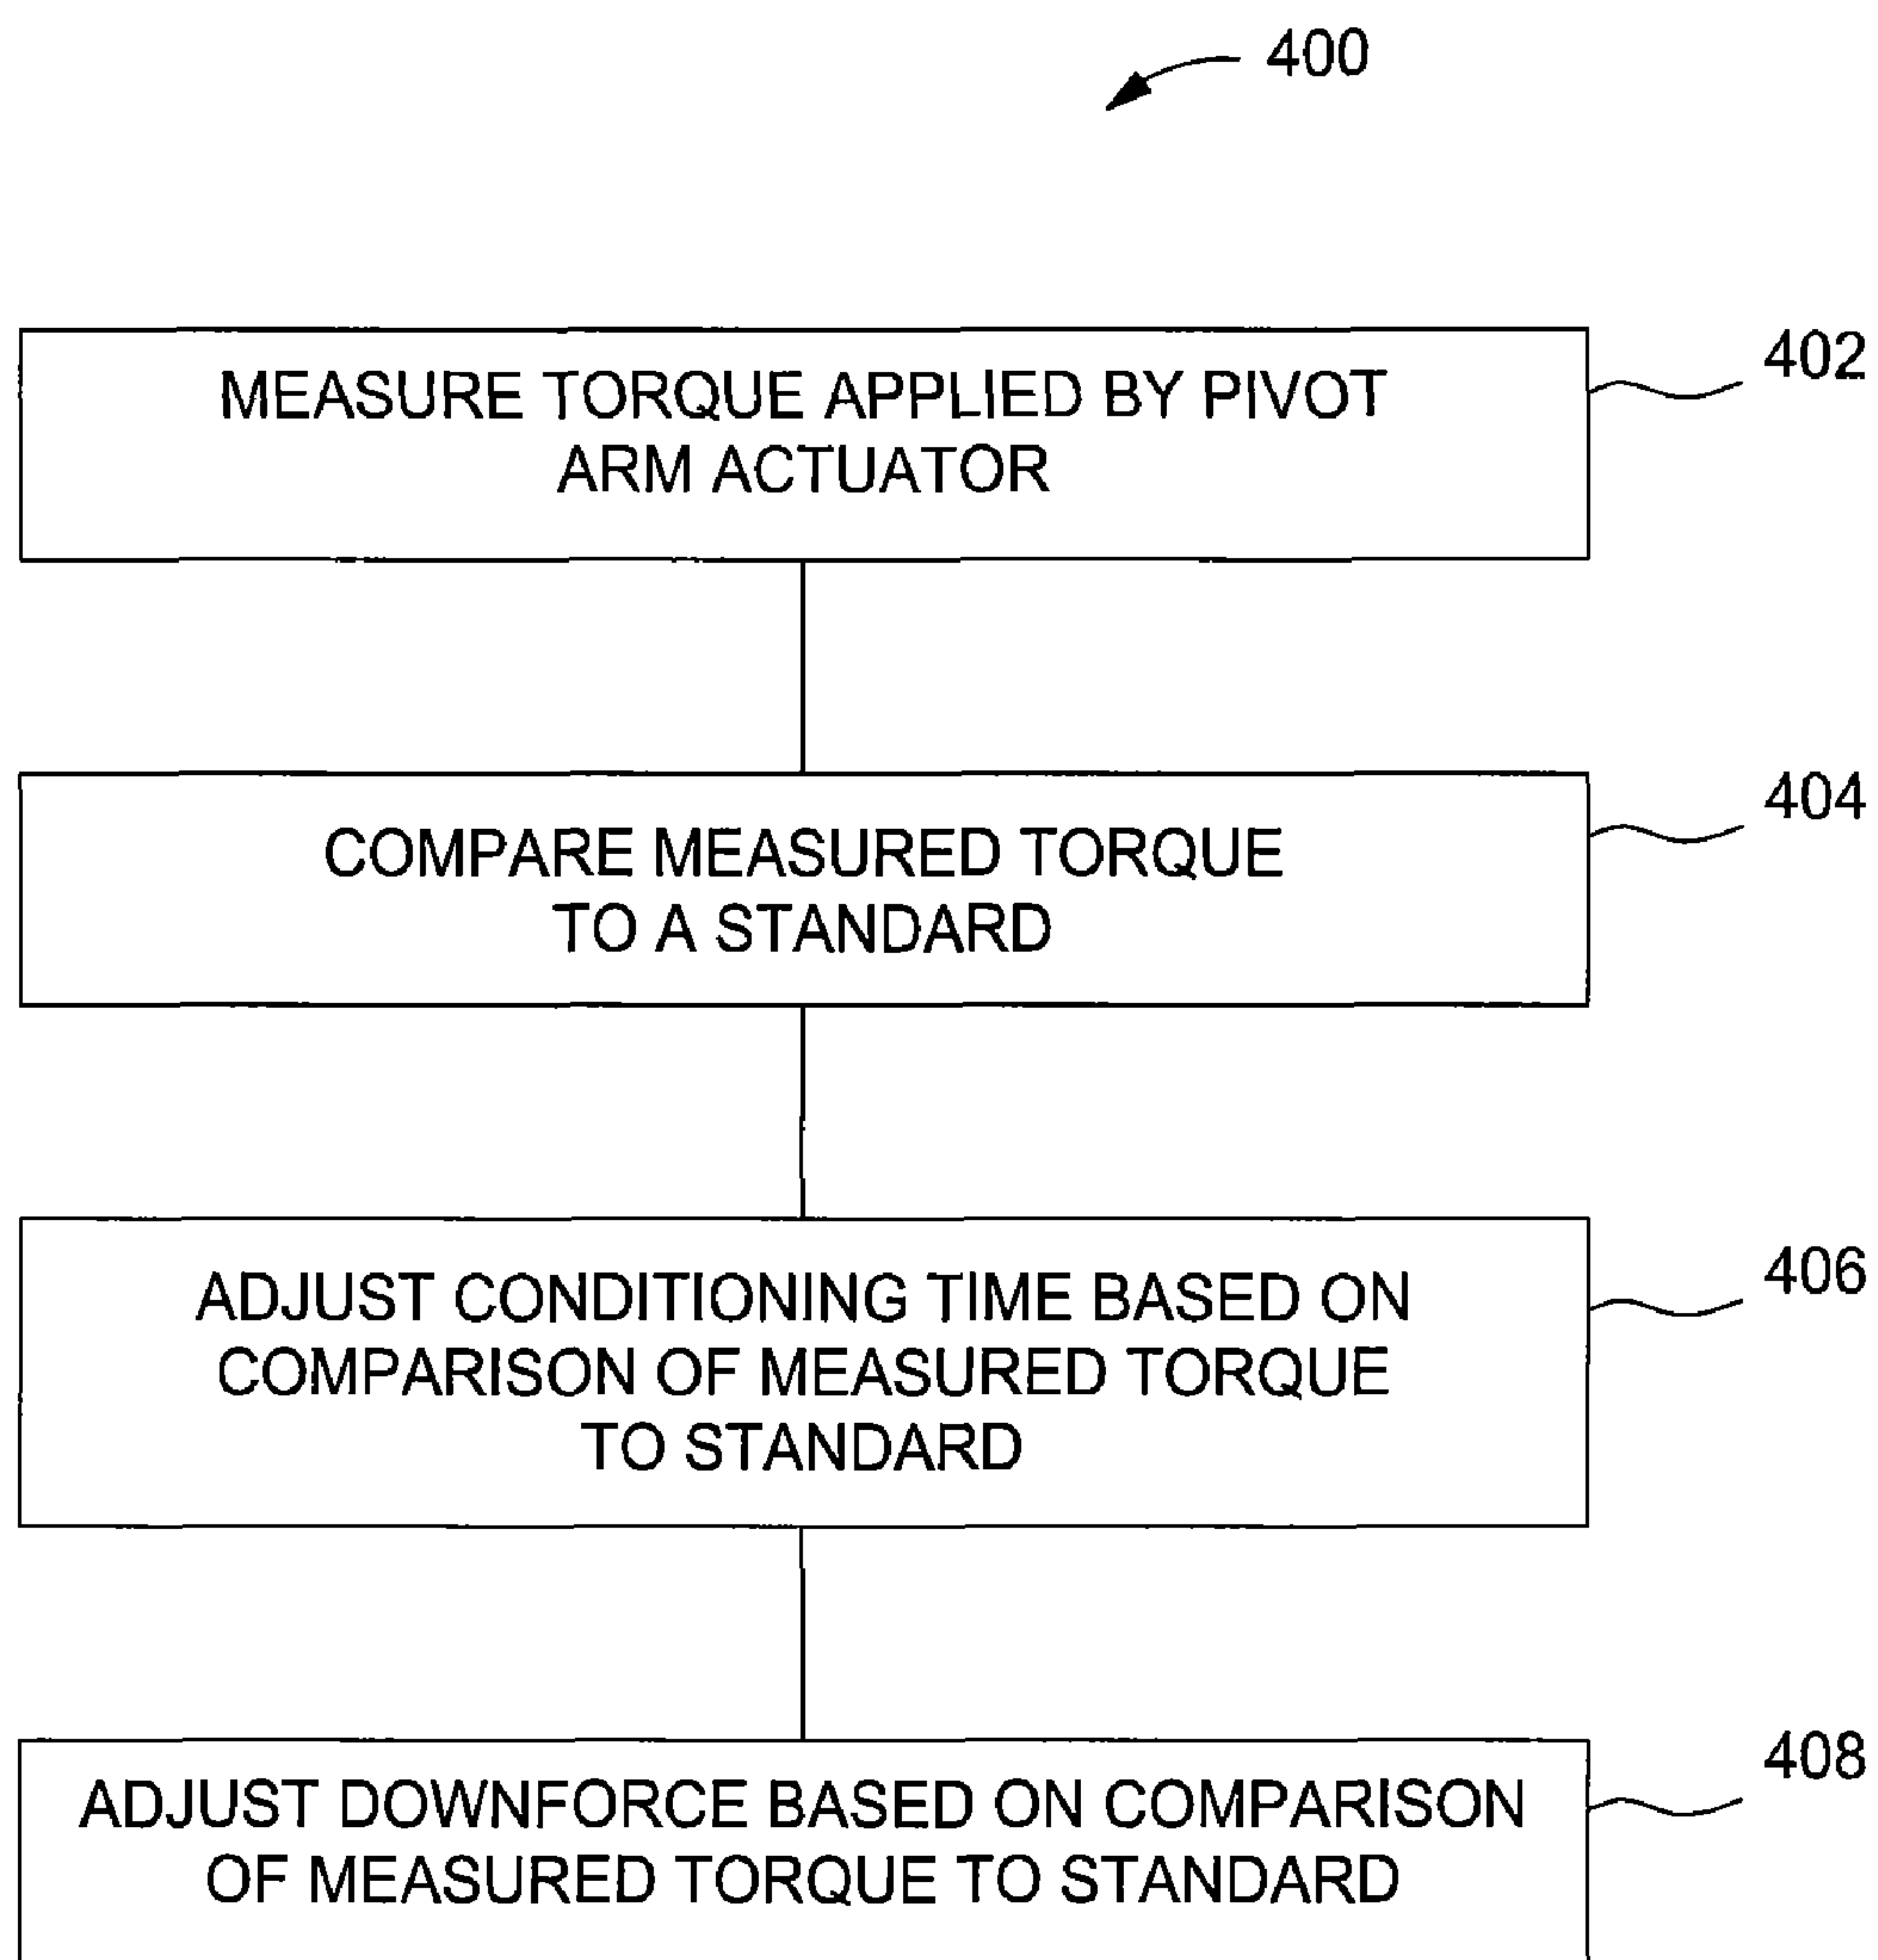 400
MEASURE TORQUE APPLIED BY PIVOT
ARM ACTUATOR
402
COMPARE MEASURED TORQUE
TO A STANDARD
404
ADJUST CONDITIONING TIME BASED ON
COMPARISON OF MEASURED TORQUE
TO STANDARD
406
ADJUST DOWNFORCE BASED ON COMPARISON
OF MEASURED TORQUE TO STANDARD
408